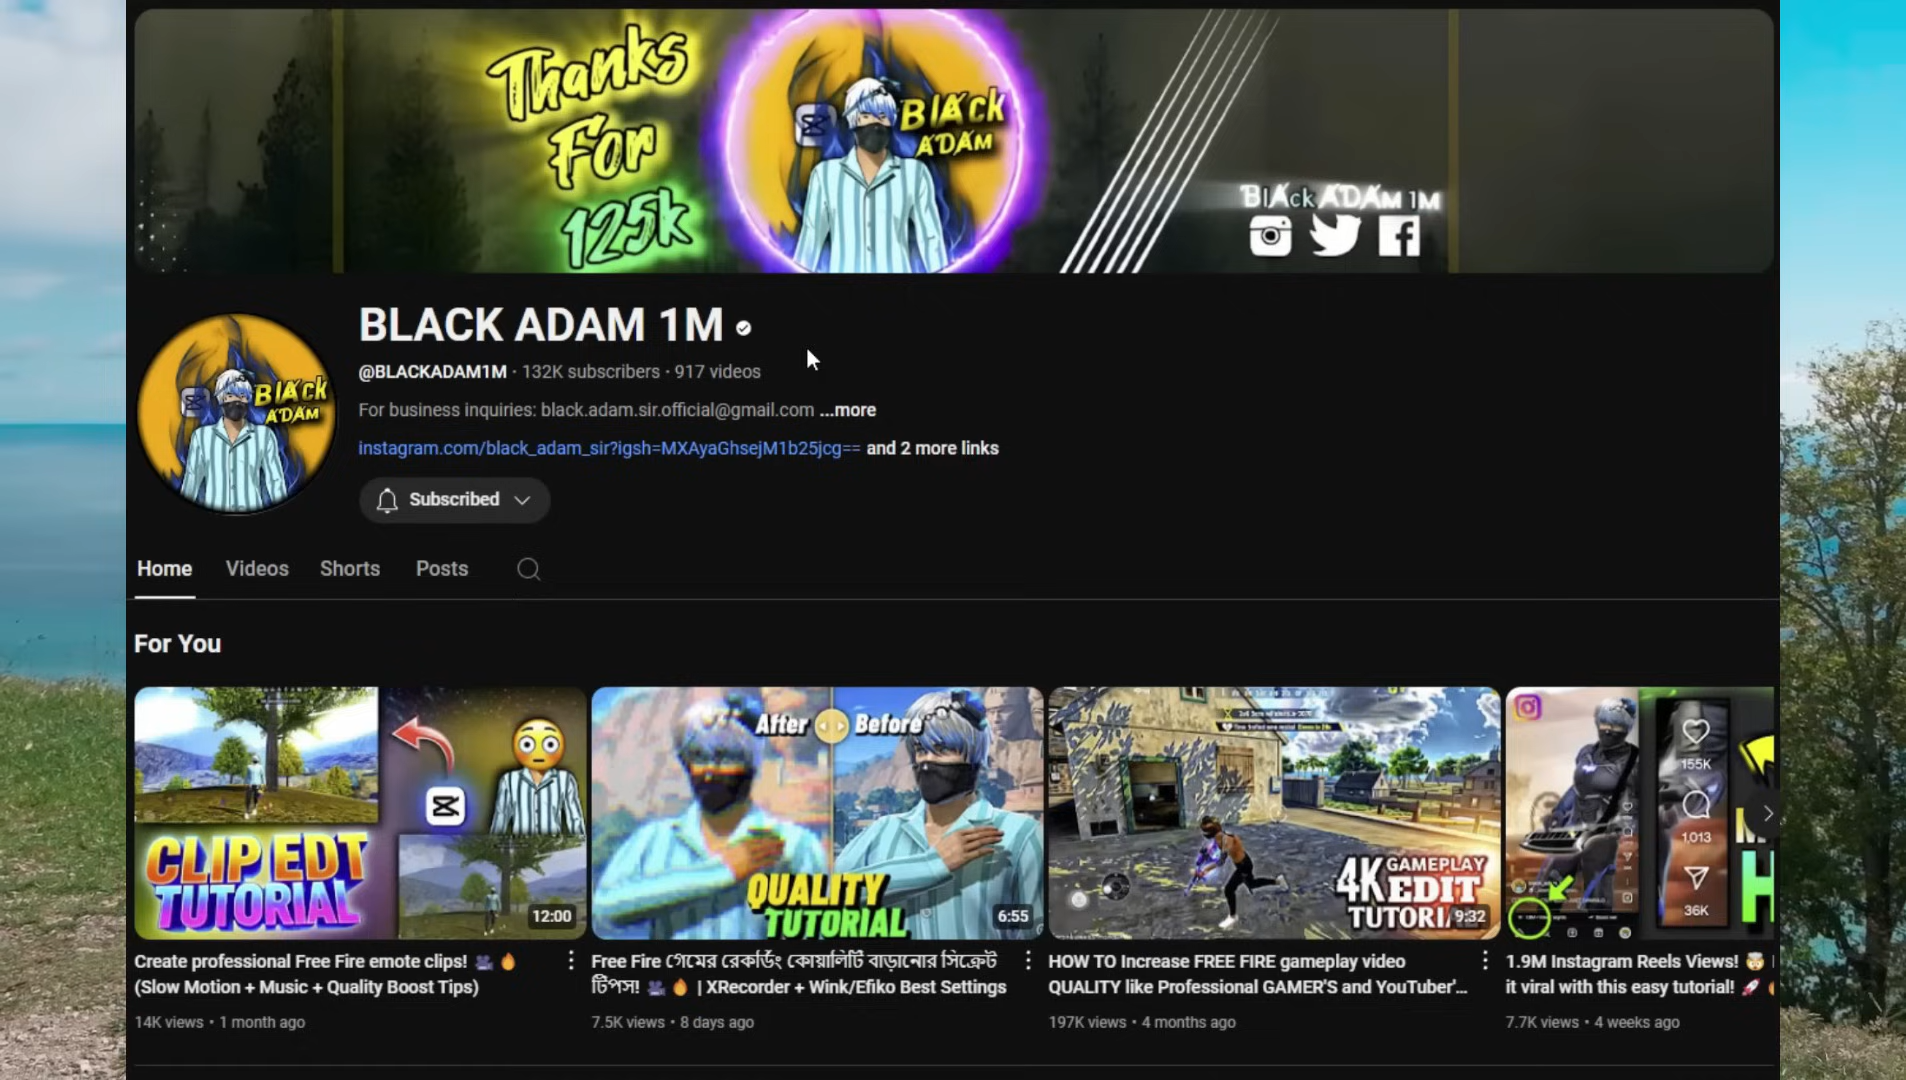 Thanks
For
125k
BlAck
ADAM
BlAck ADAm 1M
BLACK ADAM 1M
@BLACKADAM1M · 132K subscribers · 917 videos
For business inquiries: black.adam.sir.official@gmail.com ...more
instagram.com/black_adam_sir?igsh=MXAyaGhsejM1b25jcg== and 2 more links
BlAck
ADAM
Subscribed
Home Videos Shorts Posts
For You
CLIP EDT
TUTORIAL
12:00
After Before
QUALITY
TUTORIAL
6:55
4K GAMEPLAY
EDIT
TUTORIA
9:32
155K
1,013
36K
Create professional Free Fire emote clips! 🎥 🔥
(Slow Motion + Music + Quality Boost Tips)
14K views • 1 month ago
Free Fire গেমের রেকর্ডিং কোয়ালিটি বাড়ানোর সিক্রেট
টিপস! 🎥 🔥 | XRecorder + Wink/Efiko Best Settings
7.5K views • 8 days ago
HOW TO Increase FREE FIRE gameplay video
QUALITY like Professional GAMER'S and YouTuber'...
197K views • 4 months ago
1.9M Instagram Reels Views! 🤯
it viral with this easy tutorial! 🚀
7.7K views • 4 weeks ago